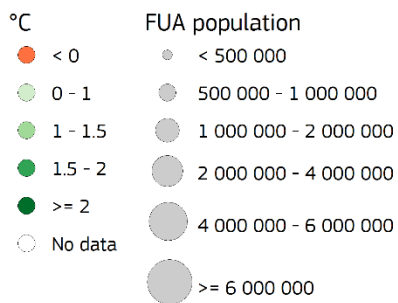 °C
< 0
0 - 1
1 - 1.5
1.5 - 2
>= 2
No data
FUA population
< 500 000
500 000 - 1 000 000
1 000 000 - 2 000 000
2 000 000 - 4 000 000
4 000 000 - 6 000 000
>= 6 000 000